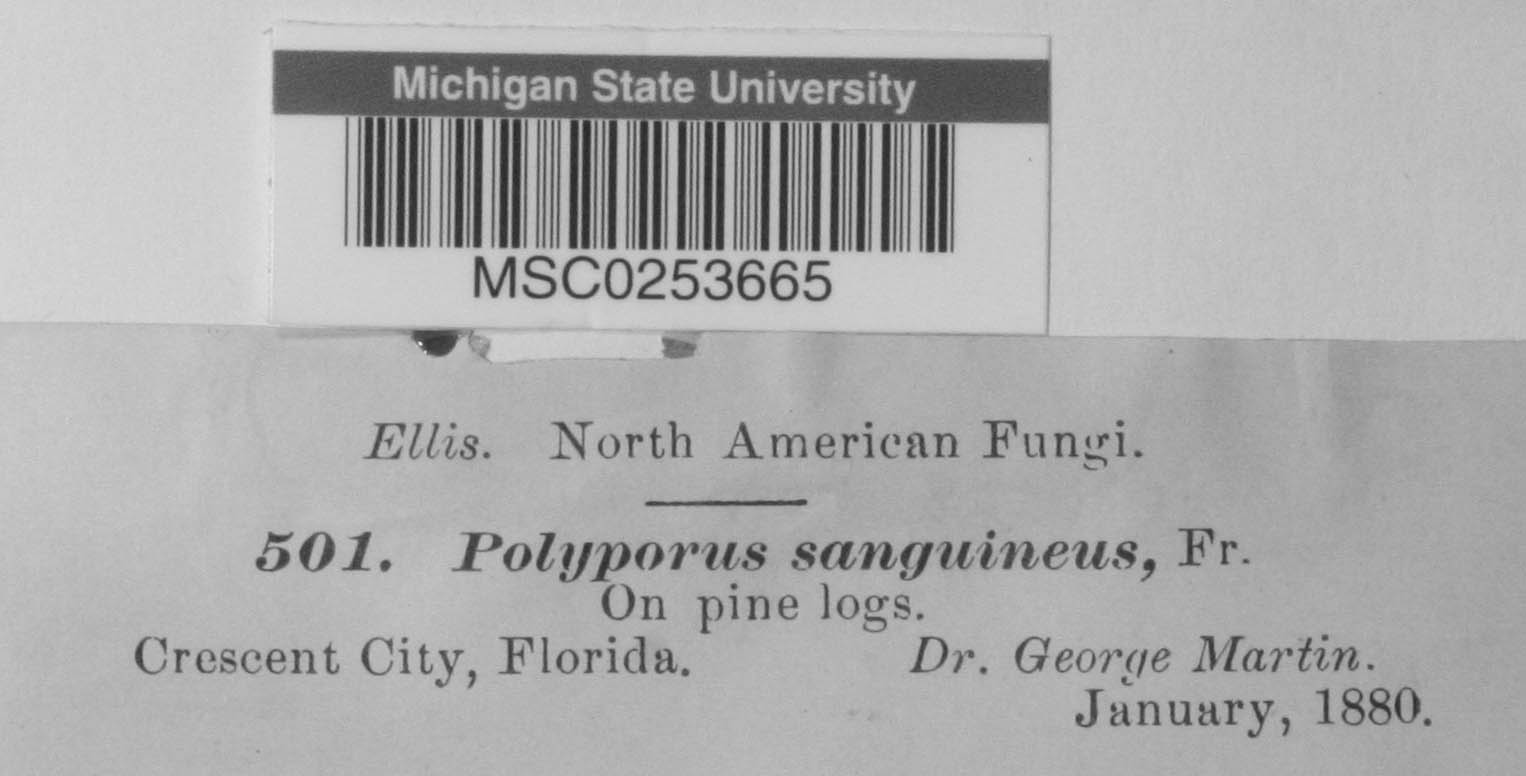 Michigan State University
MSC0253665
Ellis. North American Fungi.
501. Polyporus sanguineus, Fr.
On pine logs.
Crescent City, Florida. Dr. George Martin.
January, 1880.